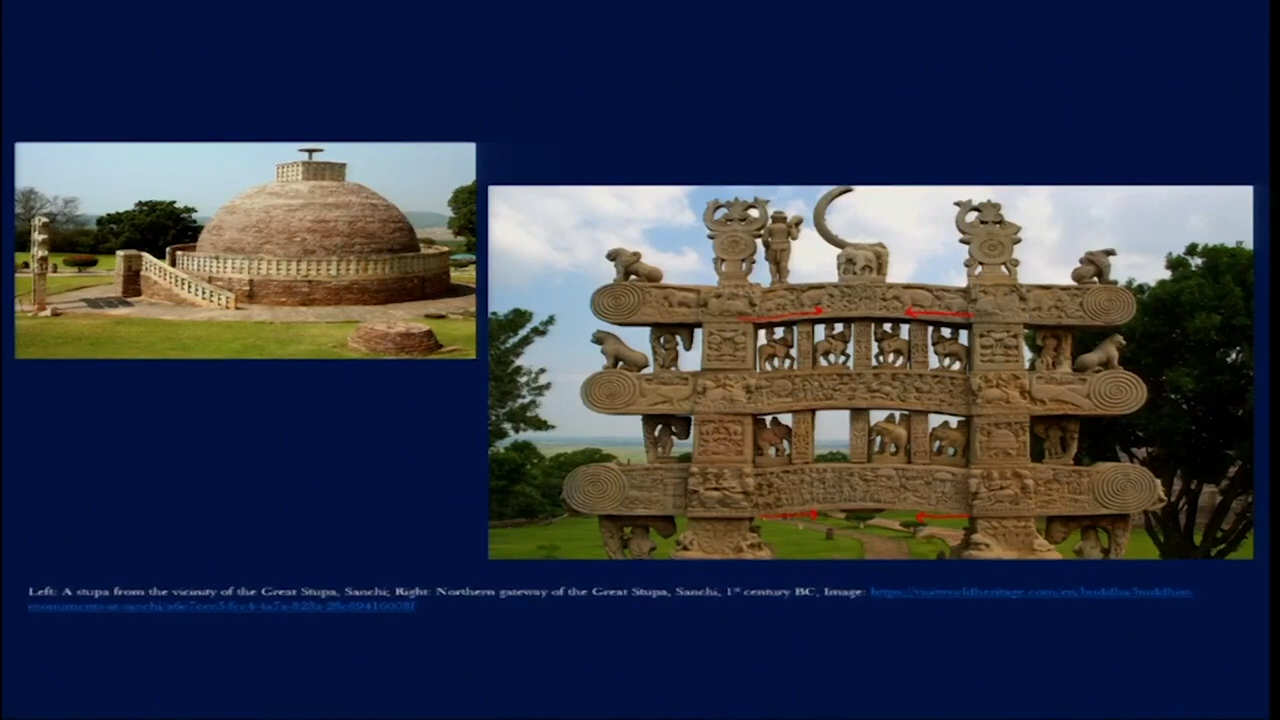 Left: A stupa from the vicinity of the Great Stupa, Sanchi; Right: Northern gateway of the Great Stupa, Sanchi, 1st century BC, Image: